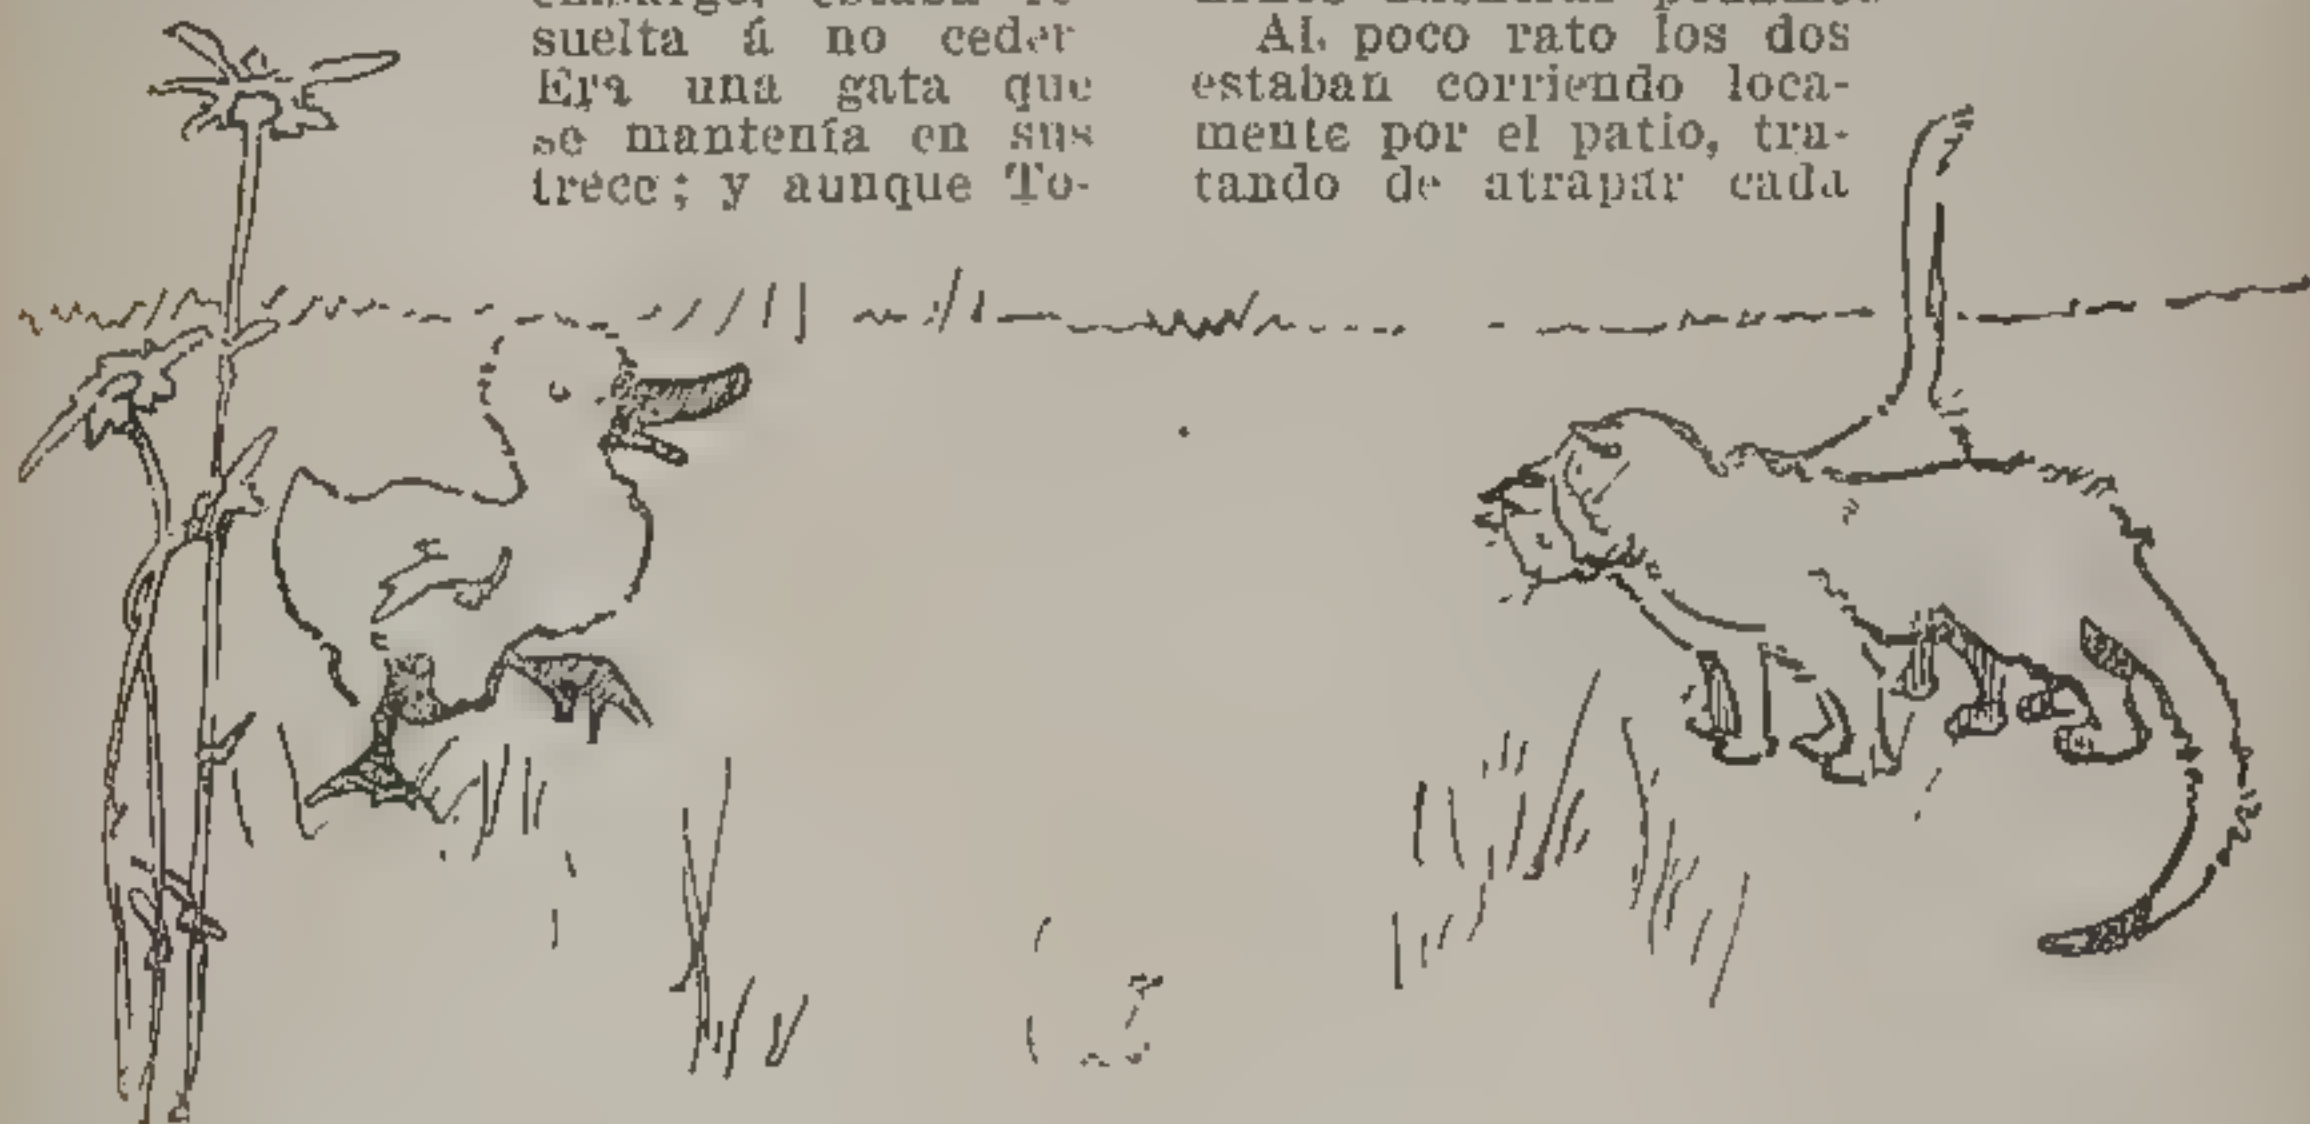 suelta á no ceder
Era una gata que
se mantenía en sus
trece; y aunque To-
Al poco rato los dos
estaban corriendo loca-
mente por el patio, tra-
tando de atrapar cada